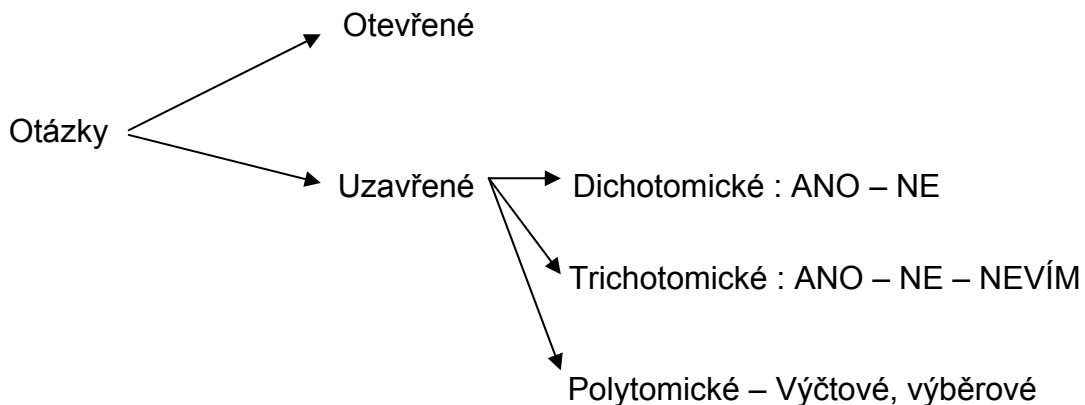 Otevřené
Otázky
Uzavřené
Dichotomické : ANO – NE
Trichotomické : ANO – NE – NEVÍM
Polytomické – Výčtové, výběrové